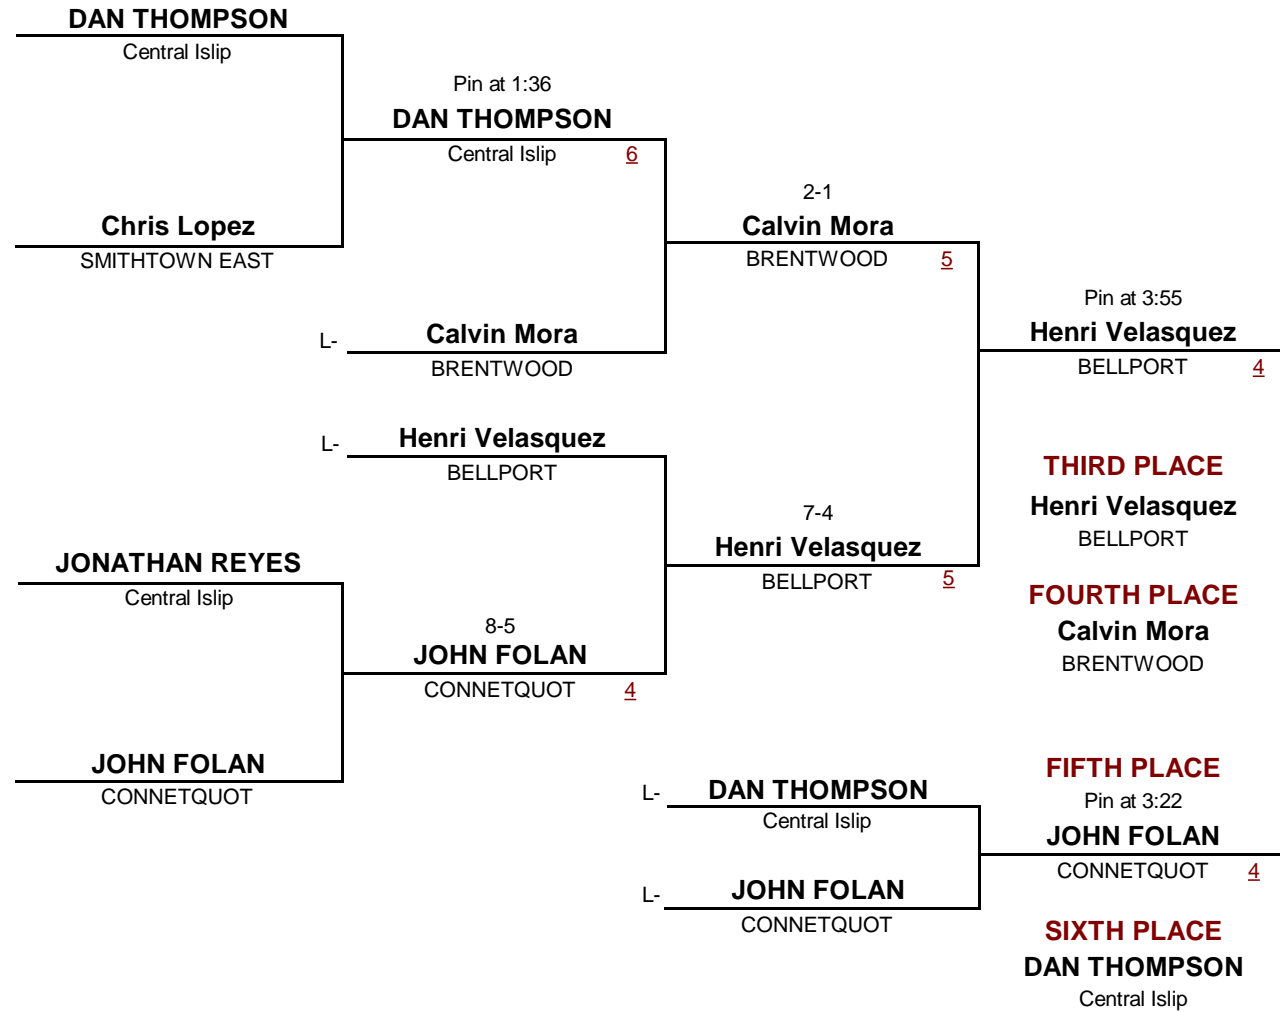 DAN THOMPSON
Central Islip
Pin at 1:36
DAN THOMPSON
Central Islip 6
Chris Lopez
SMITHTOWN EAST
2-1
Calvin Mora
BRENTWOOD 5
L- Calvin Mora
BRENTWOOD
Pin at 3:55
Henri Velasquez
BELLPORT 4
L- Henri Velasquez
BELLPORT
THIRD PLACE
Henri Velasquez
BELLPORT
7-4
Henri Velasquez
BELLPORT 5
JONATHAN REYES
Central Islip
FOURTH PLACE
Calvin Mora
BRENTWOOD
8-5
JOHN FOLAN
CONNETQUOT 4
JOHN FOLAN
CONNETQUOT
L- DAN THOMPSON
Central Islip
FIFTH PLACE
Pin at 3:22
JOHN FOLAN
CONNETQUOT 4
L- JOHN FOLAN
CONNETQUOT
SIXTH PLACE
DAN THOMPSON
Central Islip